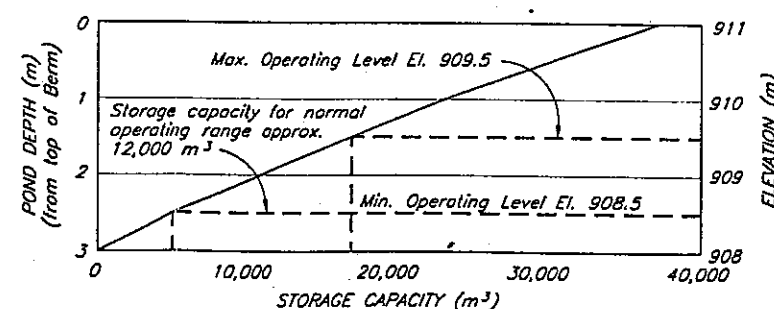 0
911
Max. Operating Level El. 909.5
POND DEPTH (m)
(from top of Berm)
1
910
Storage capacity for normal
operating range approx.
12,000 m³
ELEVATION (m)
2
909
Min. Operating Level El. 908.5
3
908
0
10,000
20,000
30,000
40,000
STORAGE CAPACITY (m³)